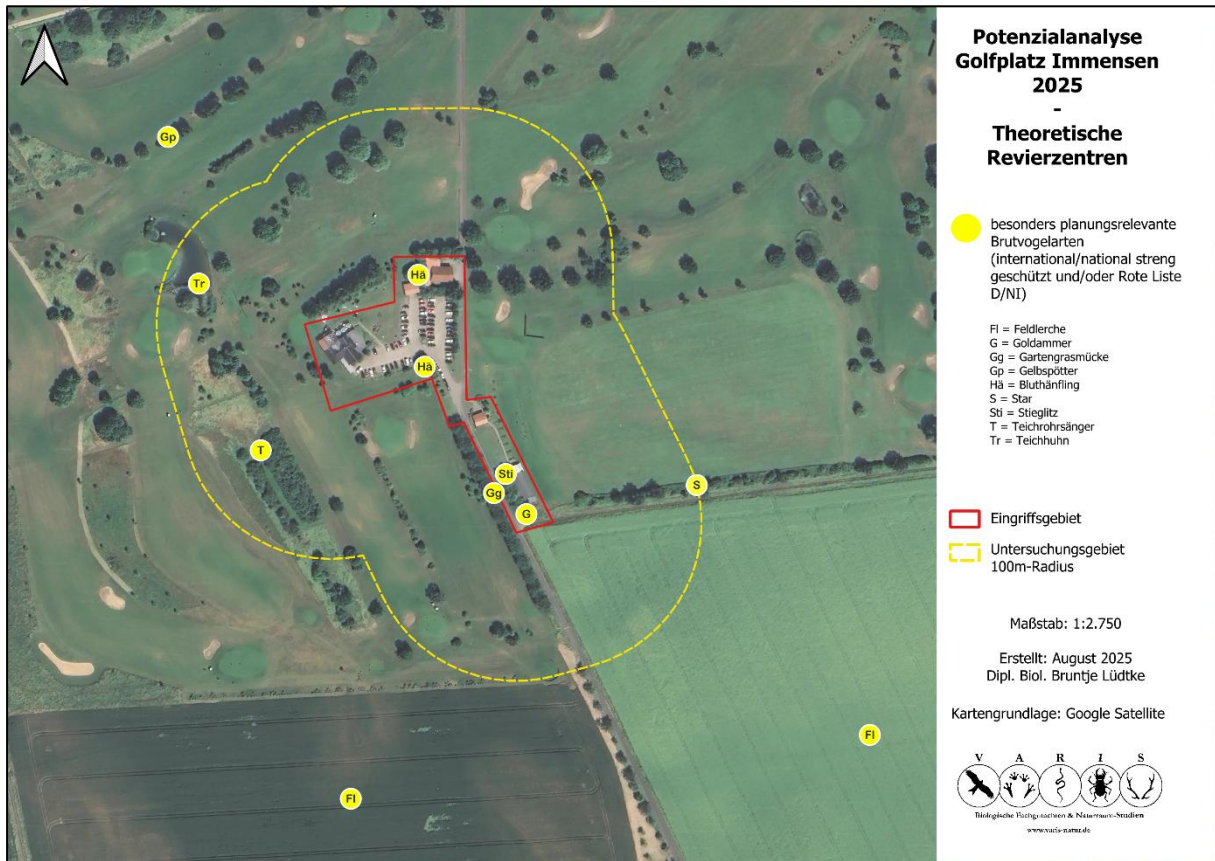 Potenzialanalyse
Golfplatz Immensen
2025
-
Theoretische
Revierzentren
besonders planungsrelevante
Brutvogelarten
(international/national streng
geschützt und/oder Rote Liste
D/NI)
Fl = Feldlerche
G = Goldammer
Gg = Gartengrasmücke
Gp = Gelbspötter
Hä = Bluthänfling
S = Star
Sti = Stieglitz
T = Teichrohrsänger
Tr = Teichhuhn
Eingriffsgebiet
Untersuchungsgebiet
100m-Radius
Maßstab: 1:2.750
Erstellt: August 2025
Dipl. Biol. Bruntje Lüdtke
Kartengrundlage: Google Satellite
V A R I S
Biologische Fachgutachten & Naturraum-Studien
www.varis-natur.de
Gp
Hä
Tr
Hä
T
Sti
Gg
S
G
Fl
Fl